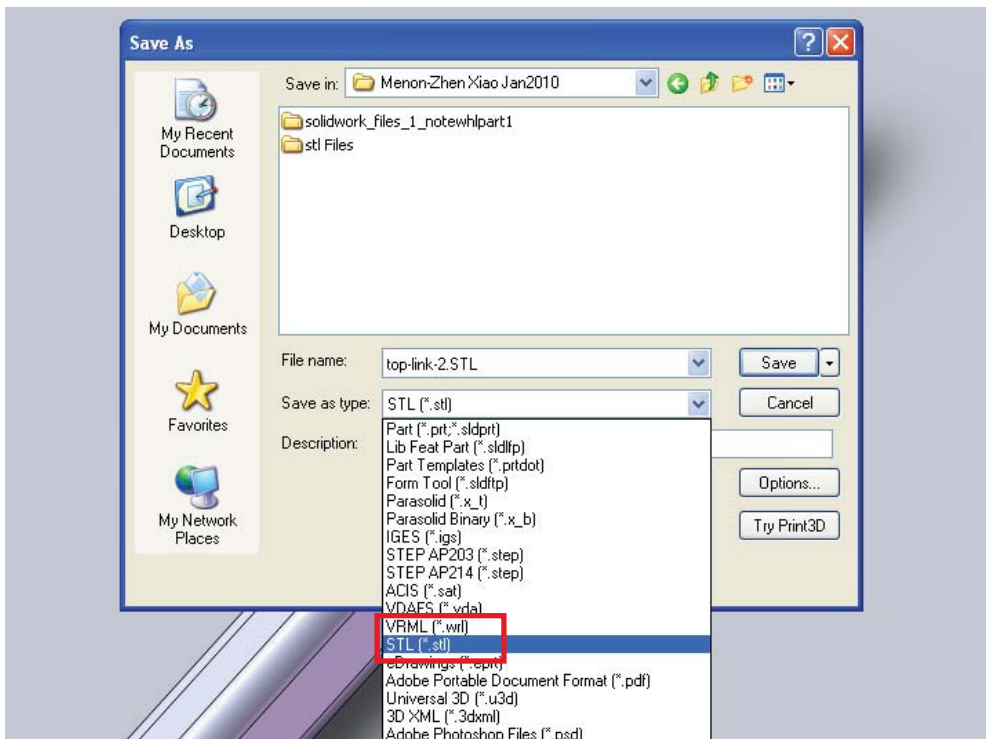 Save As
Save in: Menon-Zhen Xiao Jan2010
solidwork_files_1_notewhlpart1
stl Files
My Recent
Documents
Desktop
My Documents
Favorites
My Network
Places
File name: top-link-2.STL Save
Save as type: STL (*.stl) Cancel
Description:
Options...
Try Print3D
Part (*.prt;*.sldprt)
Lib Feat Part (*.sldlfp)
Part Templates (*.prtdot)
Form Tool (*.sldftp)
Parasolid (*.x_t)
Parasolid Binary (*.x_b)
IGES (*.igs)
STEP AP203 (*.step)
STEP AP214 (*.step)
ACIS (*.sat)
VDAFS (*.vda)
VRML (*.wrl)
STL (*.stl)
eDrawings (*.eprt)
Adobe Portable Document Format (*.pdf)
Universal 3D (*.u3d)
3D XML (*.3dxml)
Adobe Photoshop Files (*.psd)